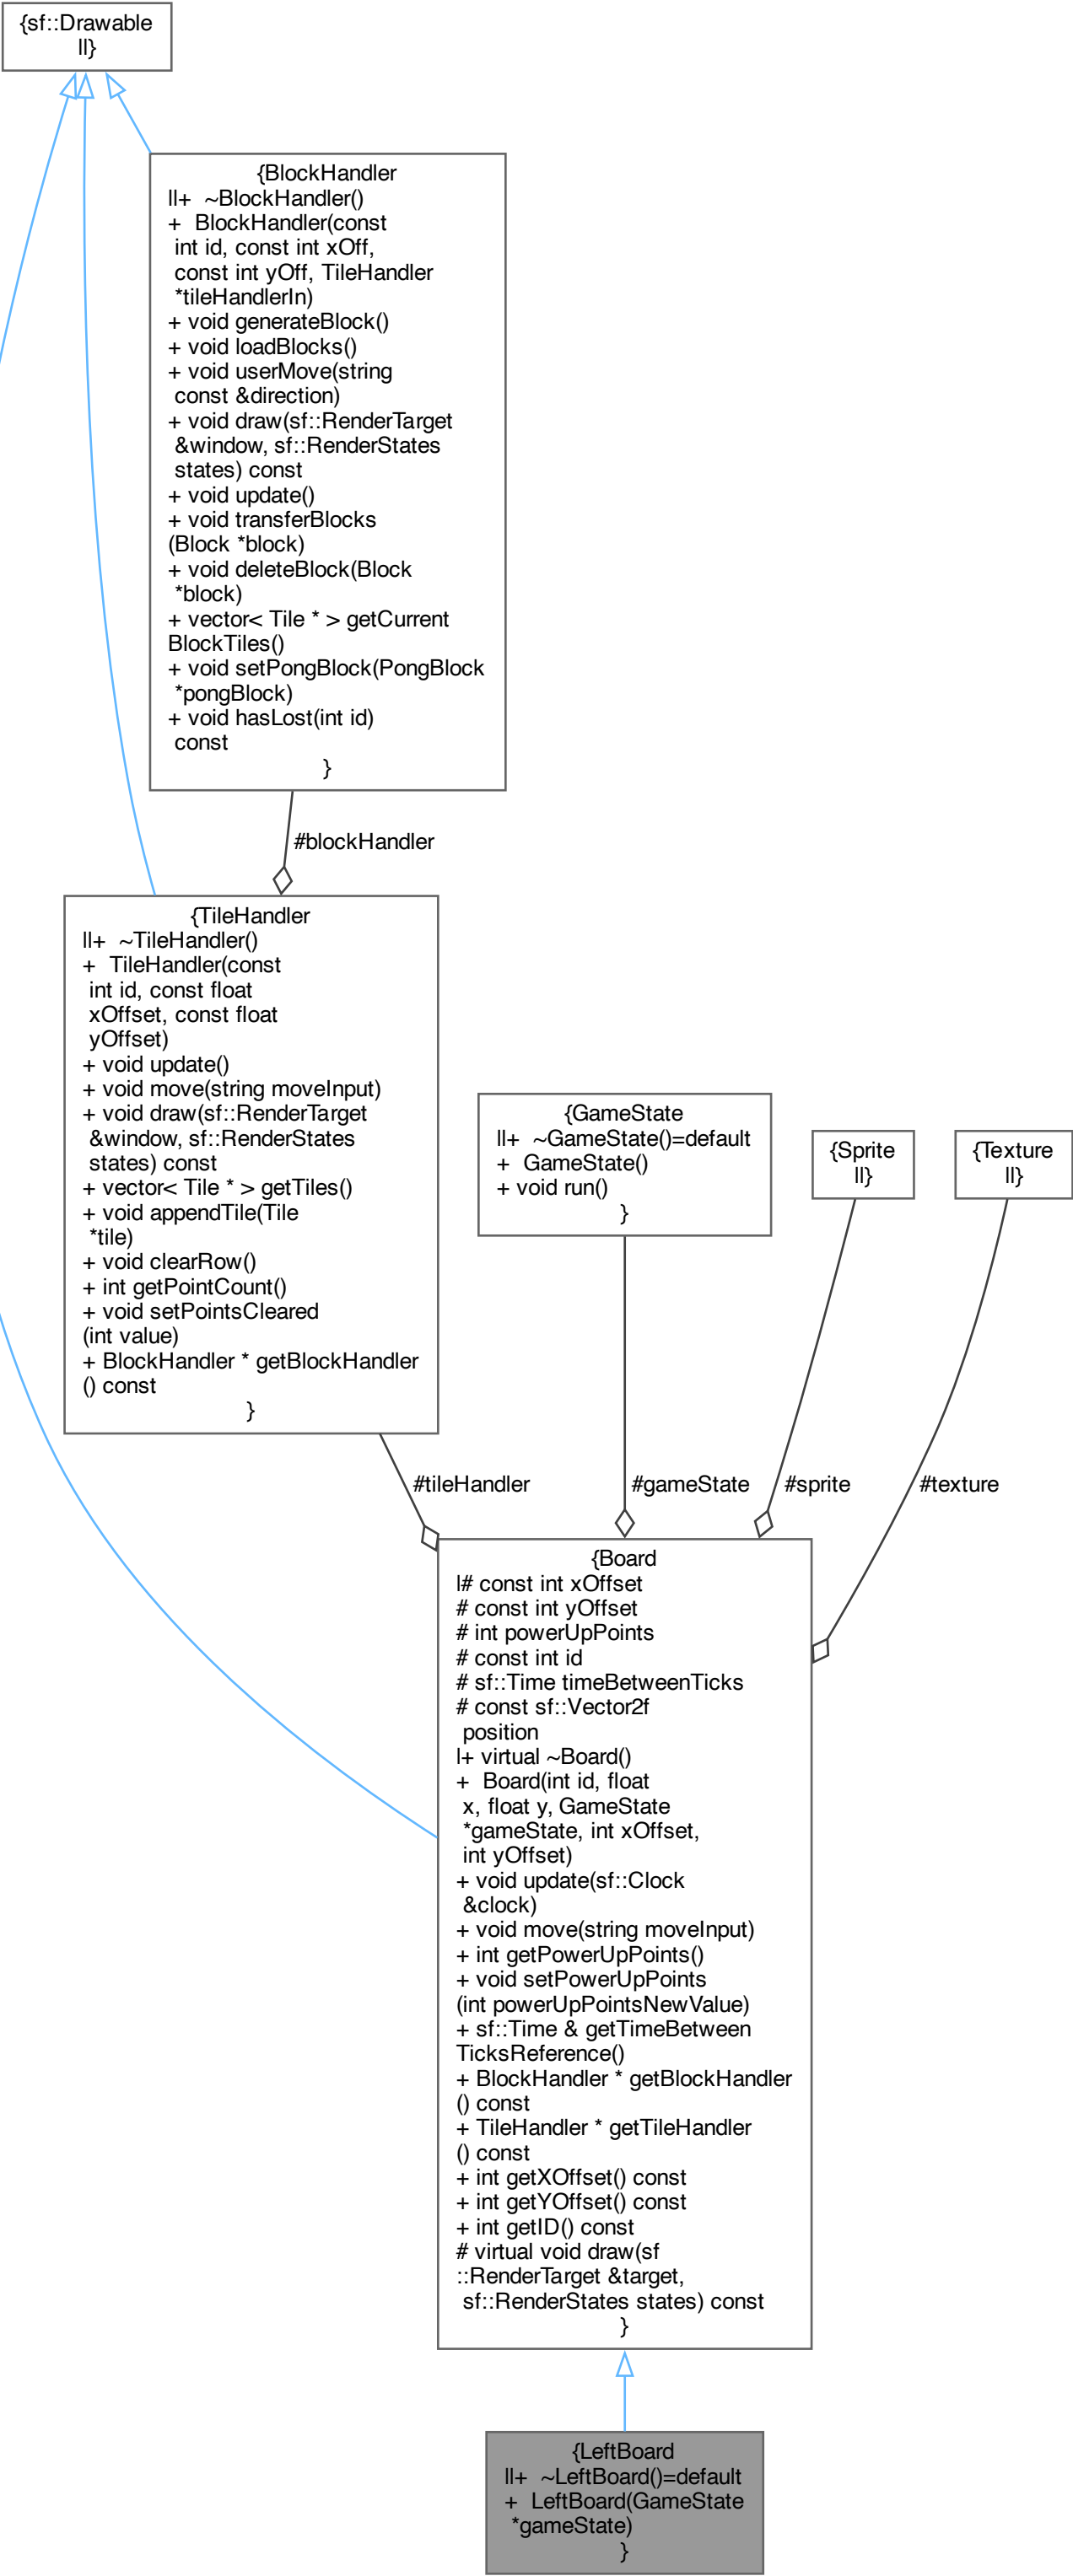 {sf::Drawable
||}
{BlockHandler
||+  ~BlockHandler()
+  BlockHandler(const
int id, const int xOff,
const int yOff, TileHandler
*tileHandlerIn)
+ void generateBlock()
+ void loadBlocks()
+ void userMove(string
const &direction)
+ void draw(sf::RenderTarget
&window, sf::RenderStates
states) const
+ void update()
+ void transferBlocks
(Block *block)
+ void deleteBlock(Block
*block)
+ vector< Tile * > getCurrent
BlockTiles()
+ void setPongBlock(PongBlock
*pongBlock)
+ void hasLost(int id)
const
}
#blockHandler
{TileHandler
||+  ~TileHandler()
+  TileHandler(const
int id, const float
xOffset, const float
yOffset)
+ void update()
+ void move(string moveInput)
+ void draw(sf::RenderTarget
&window, sf::RenderStates
states) const
+ vector< Tile * > getTiles()
+ void appendTile(Tile
*tile)
+ void clearRow()
+ int getPointCount()
+ void setPointsCleared
(int value)
+ BlockHandler * getBlockHandler
() const
}
{GameState
||+  ~GameState()=default
+  GameState()
+ void run()
}
{Sprite
||}
{Texture
||}
#tileHandler
#gameState
#sprite
#texture
{Board
|# const int xOffset
# const int yOffset
# int powerUpPoints
# const int id
# sf::Time timeBetweenTicks
# const sf::Vector2f
position
|+ virtual ~Board()
+  Board(int id, float
x, float y, GameState
*gameState, int xOffset,
int yOffset)
+ void update(sf::Clock
&clock)
+ void move(string moveInput)
+ int getPowerUpPoints()
+ void setPowerUpPoints
(int powerUpPointsNewValue)
+ sf::Time & getTimeBetween
TicksReference()
+ BlockHandler * getBlockHandler
() const
+ TileHandler * getTileHandler
() const
+ int getXOffset() const
+ int getYOffset() const
+ int getID() const
# virtual void draw(sf
::RenderTarget &target,
sf::RenderStates states) const
}
{LeftBoard
||+  ~LeftBoard()=default
+  LeftBoard(GameState
*gameState)
}